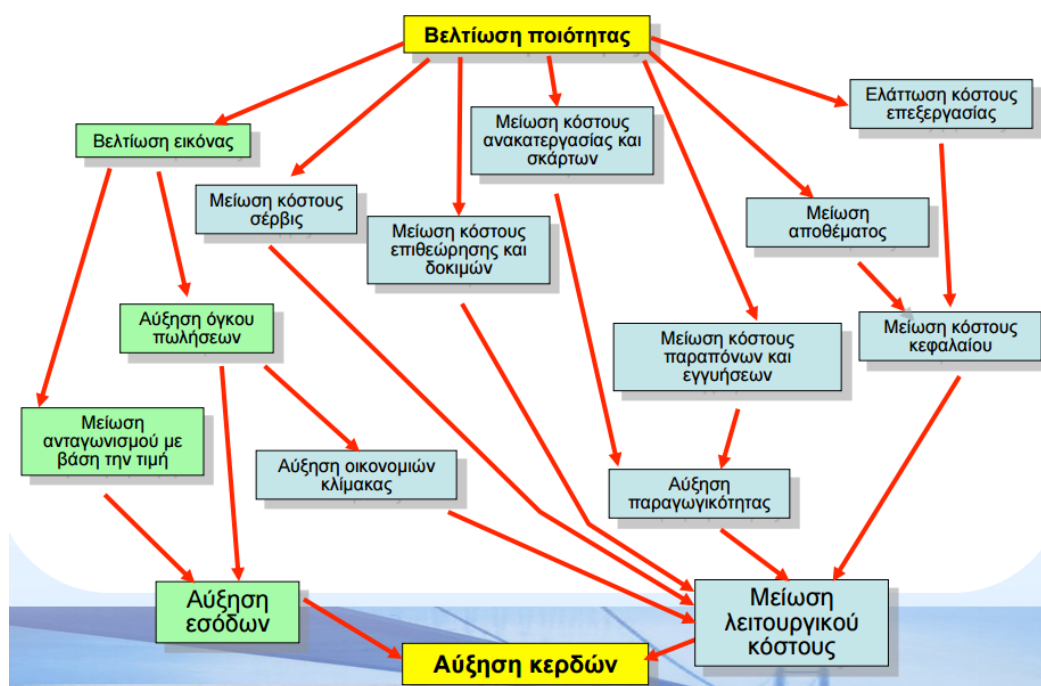 Βελτίωση ποιότητας
Ελάττωση κόστους
επεξεργασίας
Μείωση κόστους
ανακατεργασίας και
σκάρτων
Βελτίωση εικόνας
Μείωση κόστους
σέρβις
Μείωση κόστους
επιθεώρησης και
δοκιμών
Μείωση
αποθέματος
Αύξηση όγκου
πωλήσεων
Μείωση κόστους
παραπόνων και
εγγυήσεων
Μείωση κόστους
κεφαλαίου
Μείωση
ανταγωνισμού με
βάση την τιμή
Αύξηση οικονομιών
κλίμακας
Αύξηση
παραγωγικότητας
Αύξηση
εσόδων
Μείωση
λειτουργικού
κόστους
Αύξηση κερδών